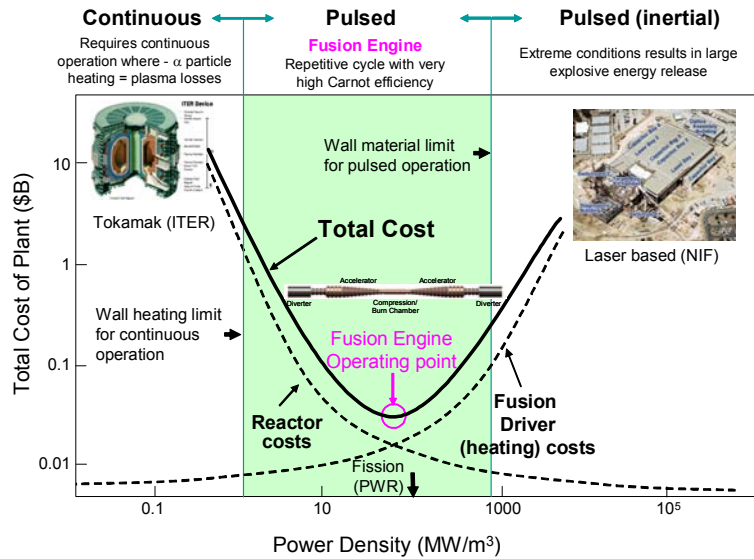 Continuous
Pulsed
Pulsed (inertial)
Requires continuous
operation where - α particle
heating = plasma losses
Fusion Engine
Repetitive cycle with very
high Carnot efficiency
Extreme conditions results in large
explosive energy release
ITER Device
Tokamak (ITER)
Wall material limit
for pulsed operation
Laser based (NIF)
Total Cost
Accelerator
Accelerator
Diverter
Compression/
Burn Chamber
Diverter
Wall heating limit
for continuous
operation
Fusion Engine
Operating point
Reactor
costs
Fusion
Driver
(heating) costs
Fission
(PWR)
Total Cost of Plant ($B)
10
1
0.1
0.01
0.1
10
1000
10⁵
Power Density (MW/m³)